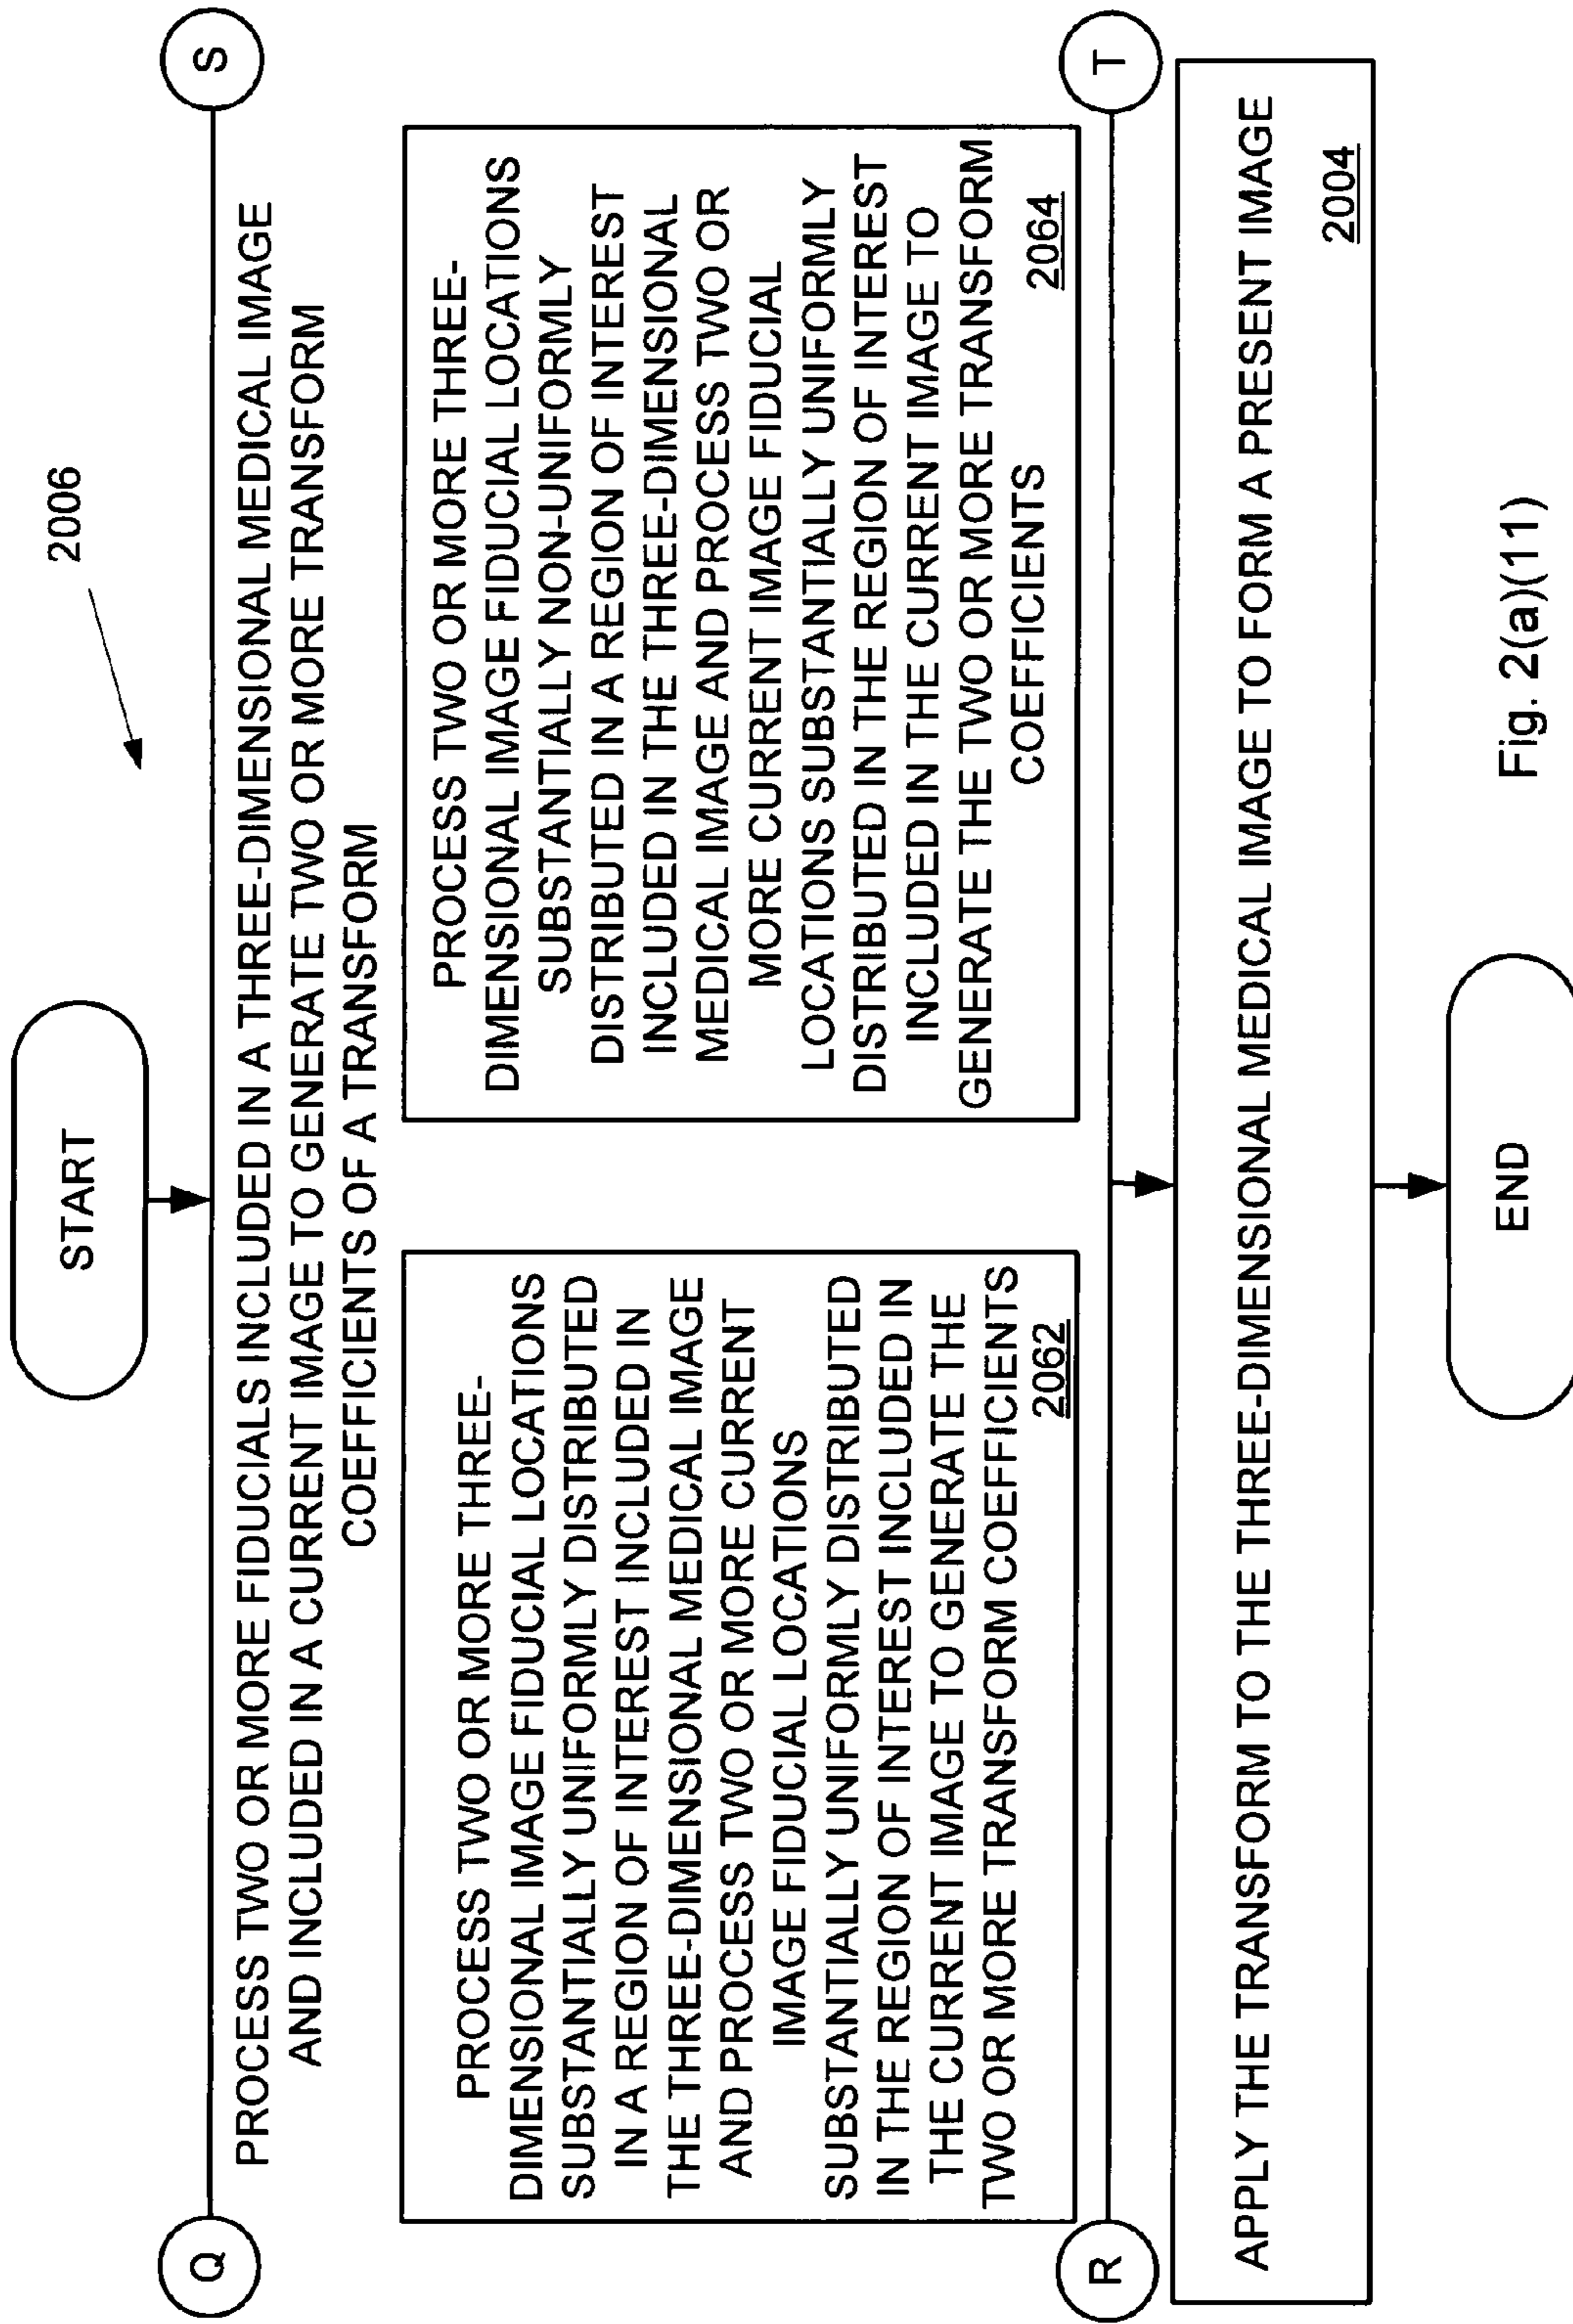 2006
START
Q
S
PROCESS TWO OR MORE FIDUCIALS INCLUDED IN A THREE-DIMENSIONAL MEDICAL IMAGE
AND INCLUDED IN A CURRENT IMAGE TO GENERATE TWO OR MORE TRANSFORM
COEFFICIENTS OF A TRANSFORM
PROCESS TWO OR MORE THREE-
DIMENSIONAL IMAGE FIDUCIAL LOCATIONS
SUBSTANTIALLY UNIFORMLY DISTRIBUTED
IN A REGION OF INTEREST INCLUDED IN
THE THREE-DIMENSIONAL MEDICAL IMAGE
AND PROCESS TWO OR MORE CURRENT
IMAGE FIDUCIAL LOCATIONS
SUBSTANTIALLY UNIFORMLY DISTRIBUTED
IN THE REGION OF INTEREST INCLUDED IN
THE CURRENT IMAGE TO GENERATE THE
TWO OR MORE TRANSFORM COEFFICIENTS
2062
PROCESS TWO OR MORE THREE-
DIMENSIONAL IMAGE FIDUCIAL LOCATIONS
SUBSTANTIALLY NON-UNIFORMLY
DISTRIBUTED IN A REGION OF INTEREST
INCLUDED IN THE THREE-DIMENSIONAL
MEDICAL IMAGE AND PROCESS TWO OR
MORE CURRENT IMAGE FIDUCIAL
LOCATIONS SUBSTANTIALLY UNIFORMLY
DISTRIBUTED IN THE REGION OF INTEREST
INCLUDED IN THE CURRENT IMAGE TO
GENERATE THE TWO OR MORE TRANSFORM
COEFFICIENTS
2064
R
T
APPLY THE TRANSFORM TO THE THREE-DIMENSIONAL MEDICAL IMAGE TO FORM A PRESENT IMAGE
2004
END
Fig. 2(a)(11)